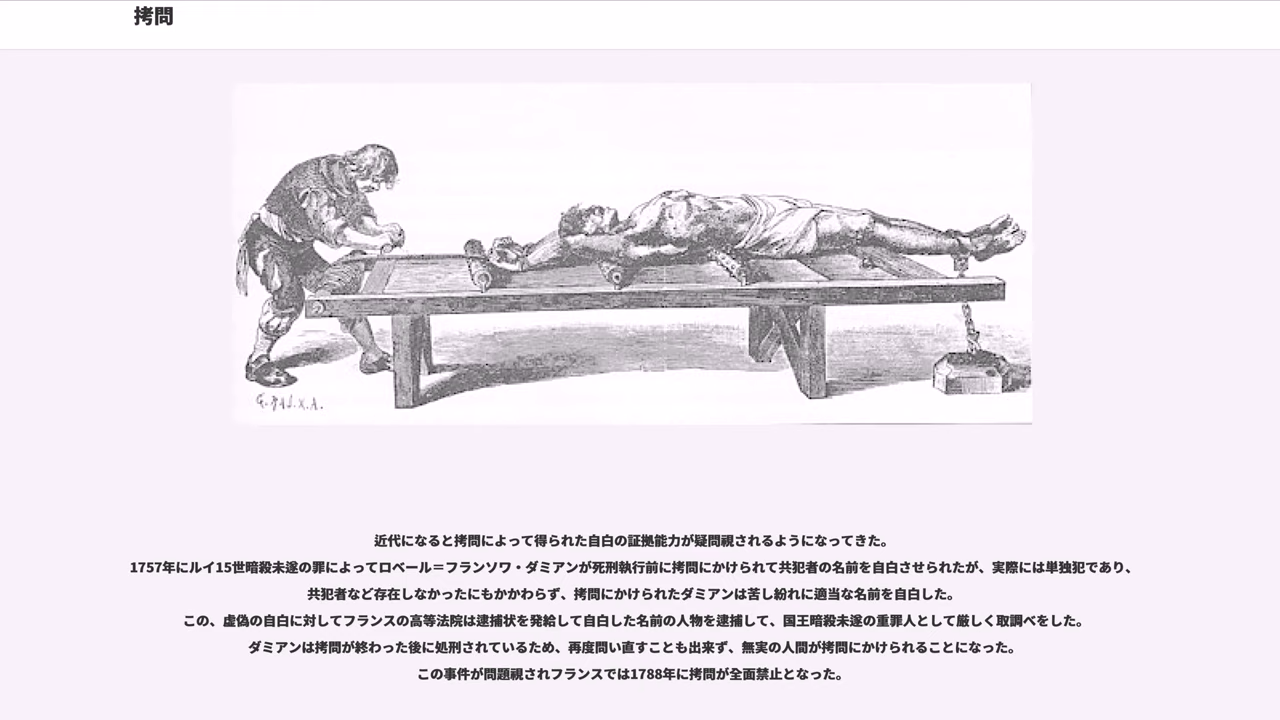 拷問
近代になると拷問によって得られた自白の証拠能力が疑問視されるようになってきた。
1757年にルイ15世暗殺未遂の罪によってロベール＝フランソワ・ダミアンが死刑執行前に拷問にかけられて共犯者の名前を自白させられたが、実際には単独犯であり、
共犯者など存在しなかったにもかかわらず、拷問にかけられたダミアンは苦し紛れに適当な名前を自白した。
この、虚偽の自白に対してフランスの高等法院は逮捕状を発給して自白した名前の人物を逮捕して、国王暗殺未遂の重罪人として厳しく取調べをした。
ダミアンは拷問が終わった後に処刑されているため、再度問い直すことも出来ず、無実の人間が拷問にかけられることになった。
この事件が問題視されフランスでは1788年に拷問が全面禁止となった。